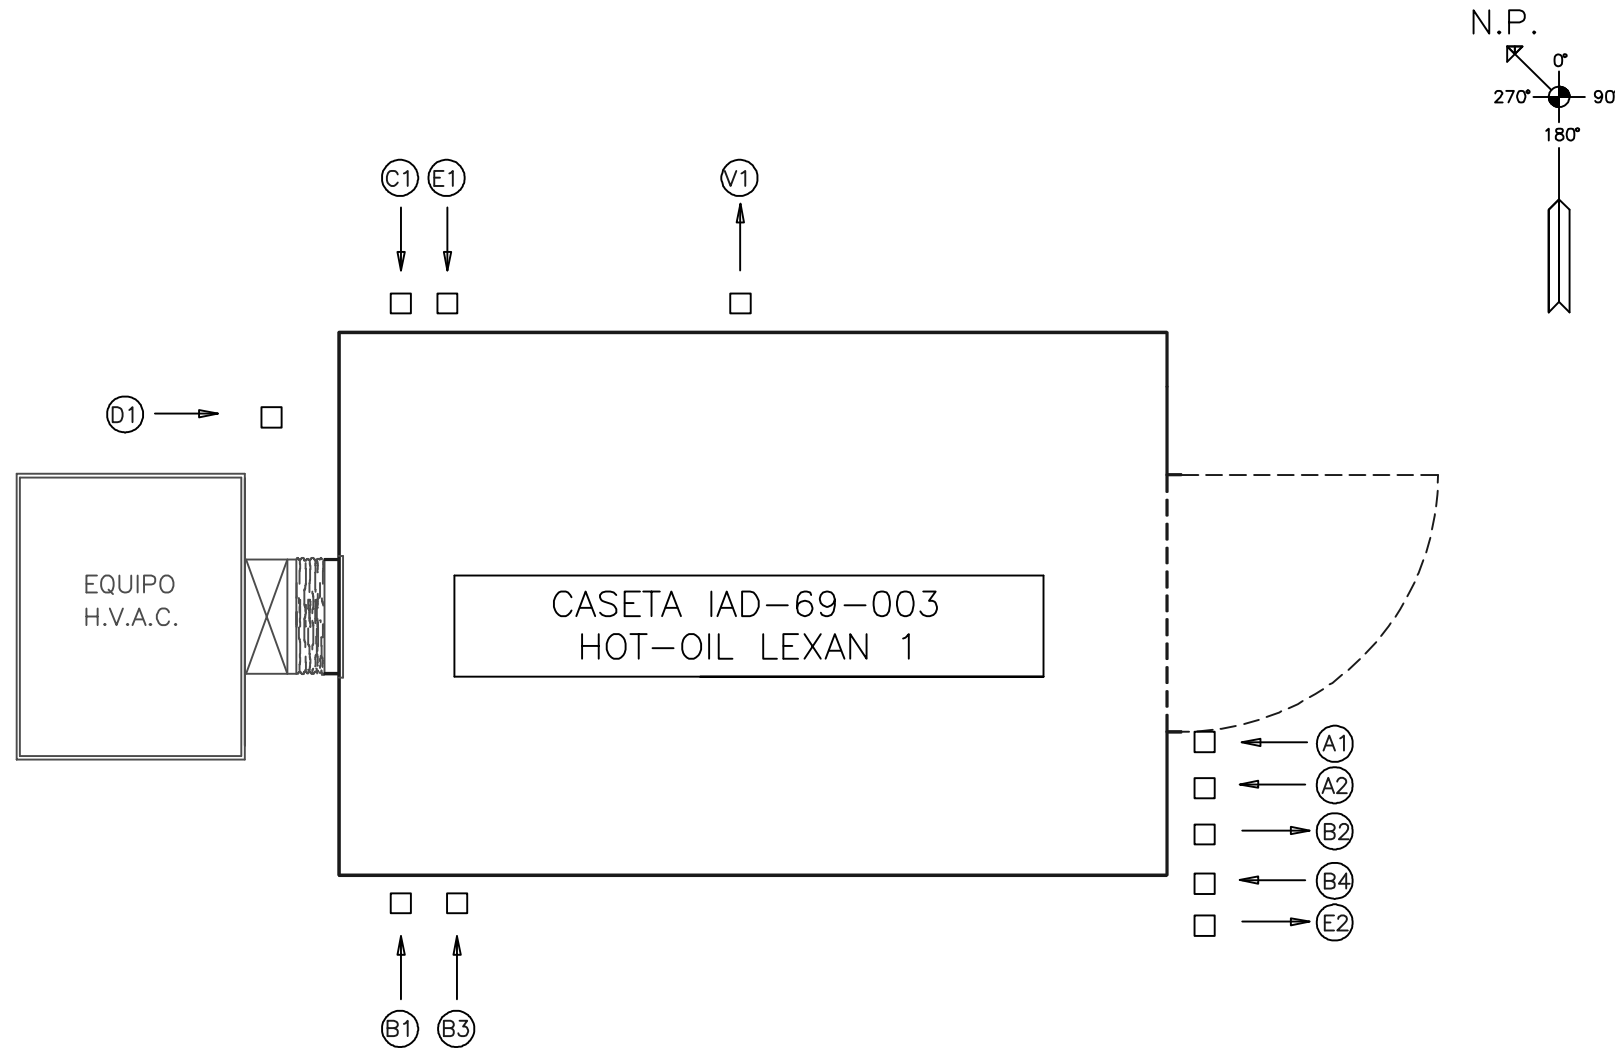 N.P.
0°
270° 90
180°
C1 E1 V1
D1
EQUIPO
H.V.A.C.
CASETA IAD-69-003
HOT-OIL LEXAN 1
A1
A2
B2
B4
E2
B1 B3